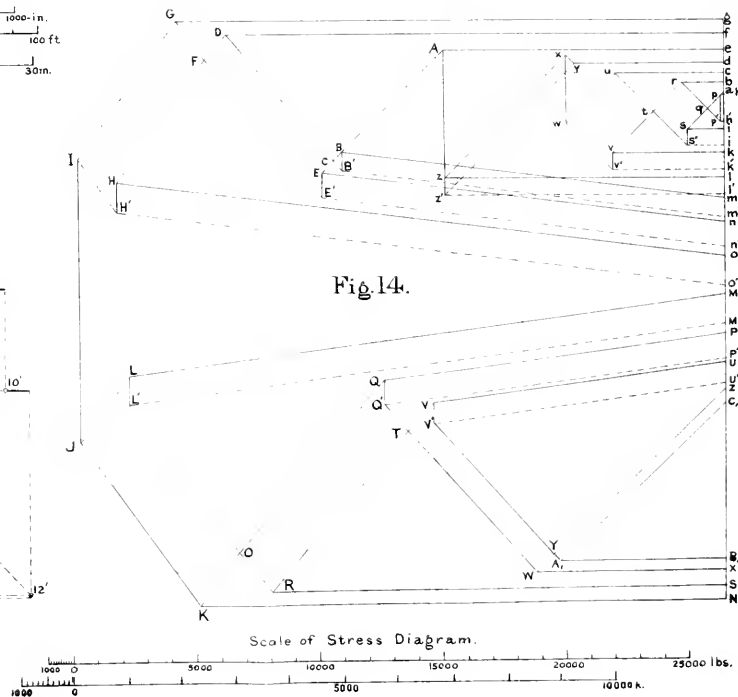 1000-in.
100 ft
30m.
G
D
F
A
x
y
u
w
t
r
q
p
p'
s
s'
g
f
e
d
c
b
a
h
i
j
k
k'
l
l'
m
m
n
n
o
o'
I
H
H'
B
B'
C
E
E'
v
v'
z
z'
Fig. 14.
M
M
P
P'
U
U'
Z
C,
L
L'
Q
Q'
V
V'
T
J
O
R
K
Y
A,
W
B,
X
S
N
10'
12'
Scale of Stress Diagram.
1000 0 5000 10000 15000 20000 25000 lbs.
1000 0 5000 10000 k.